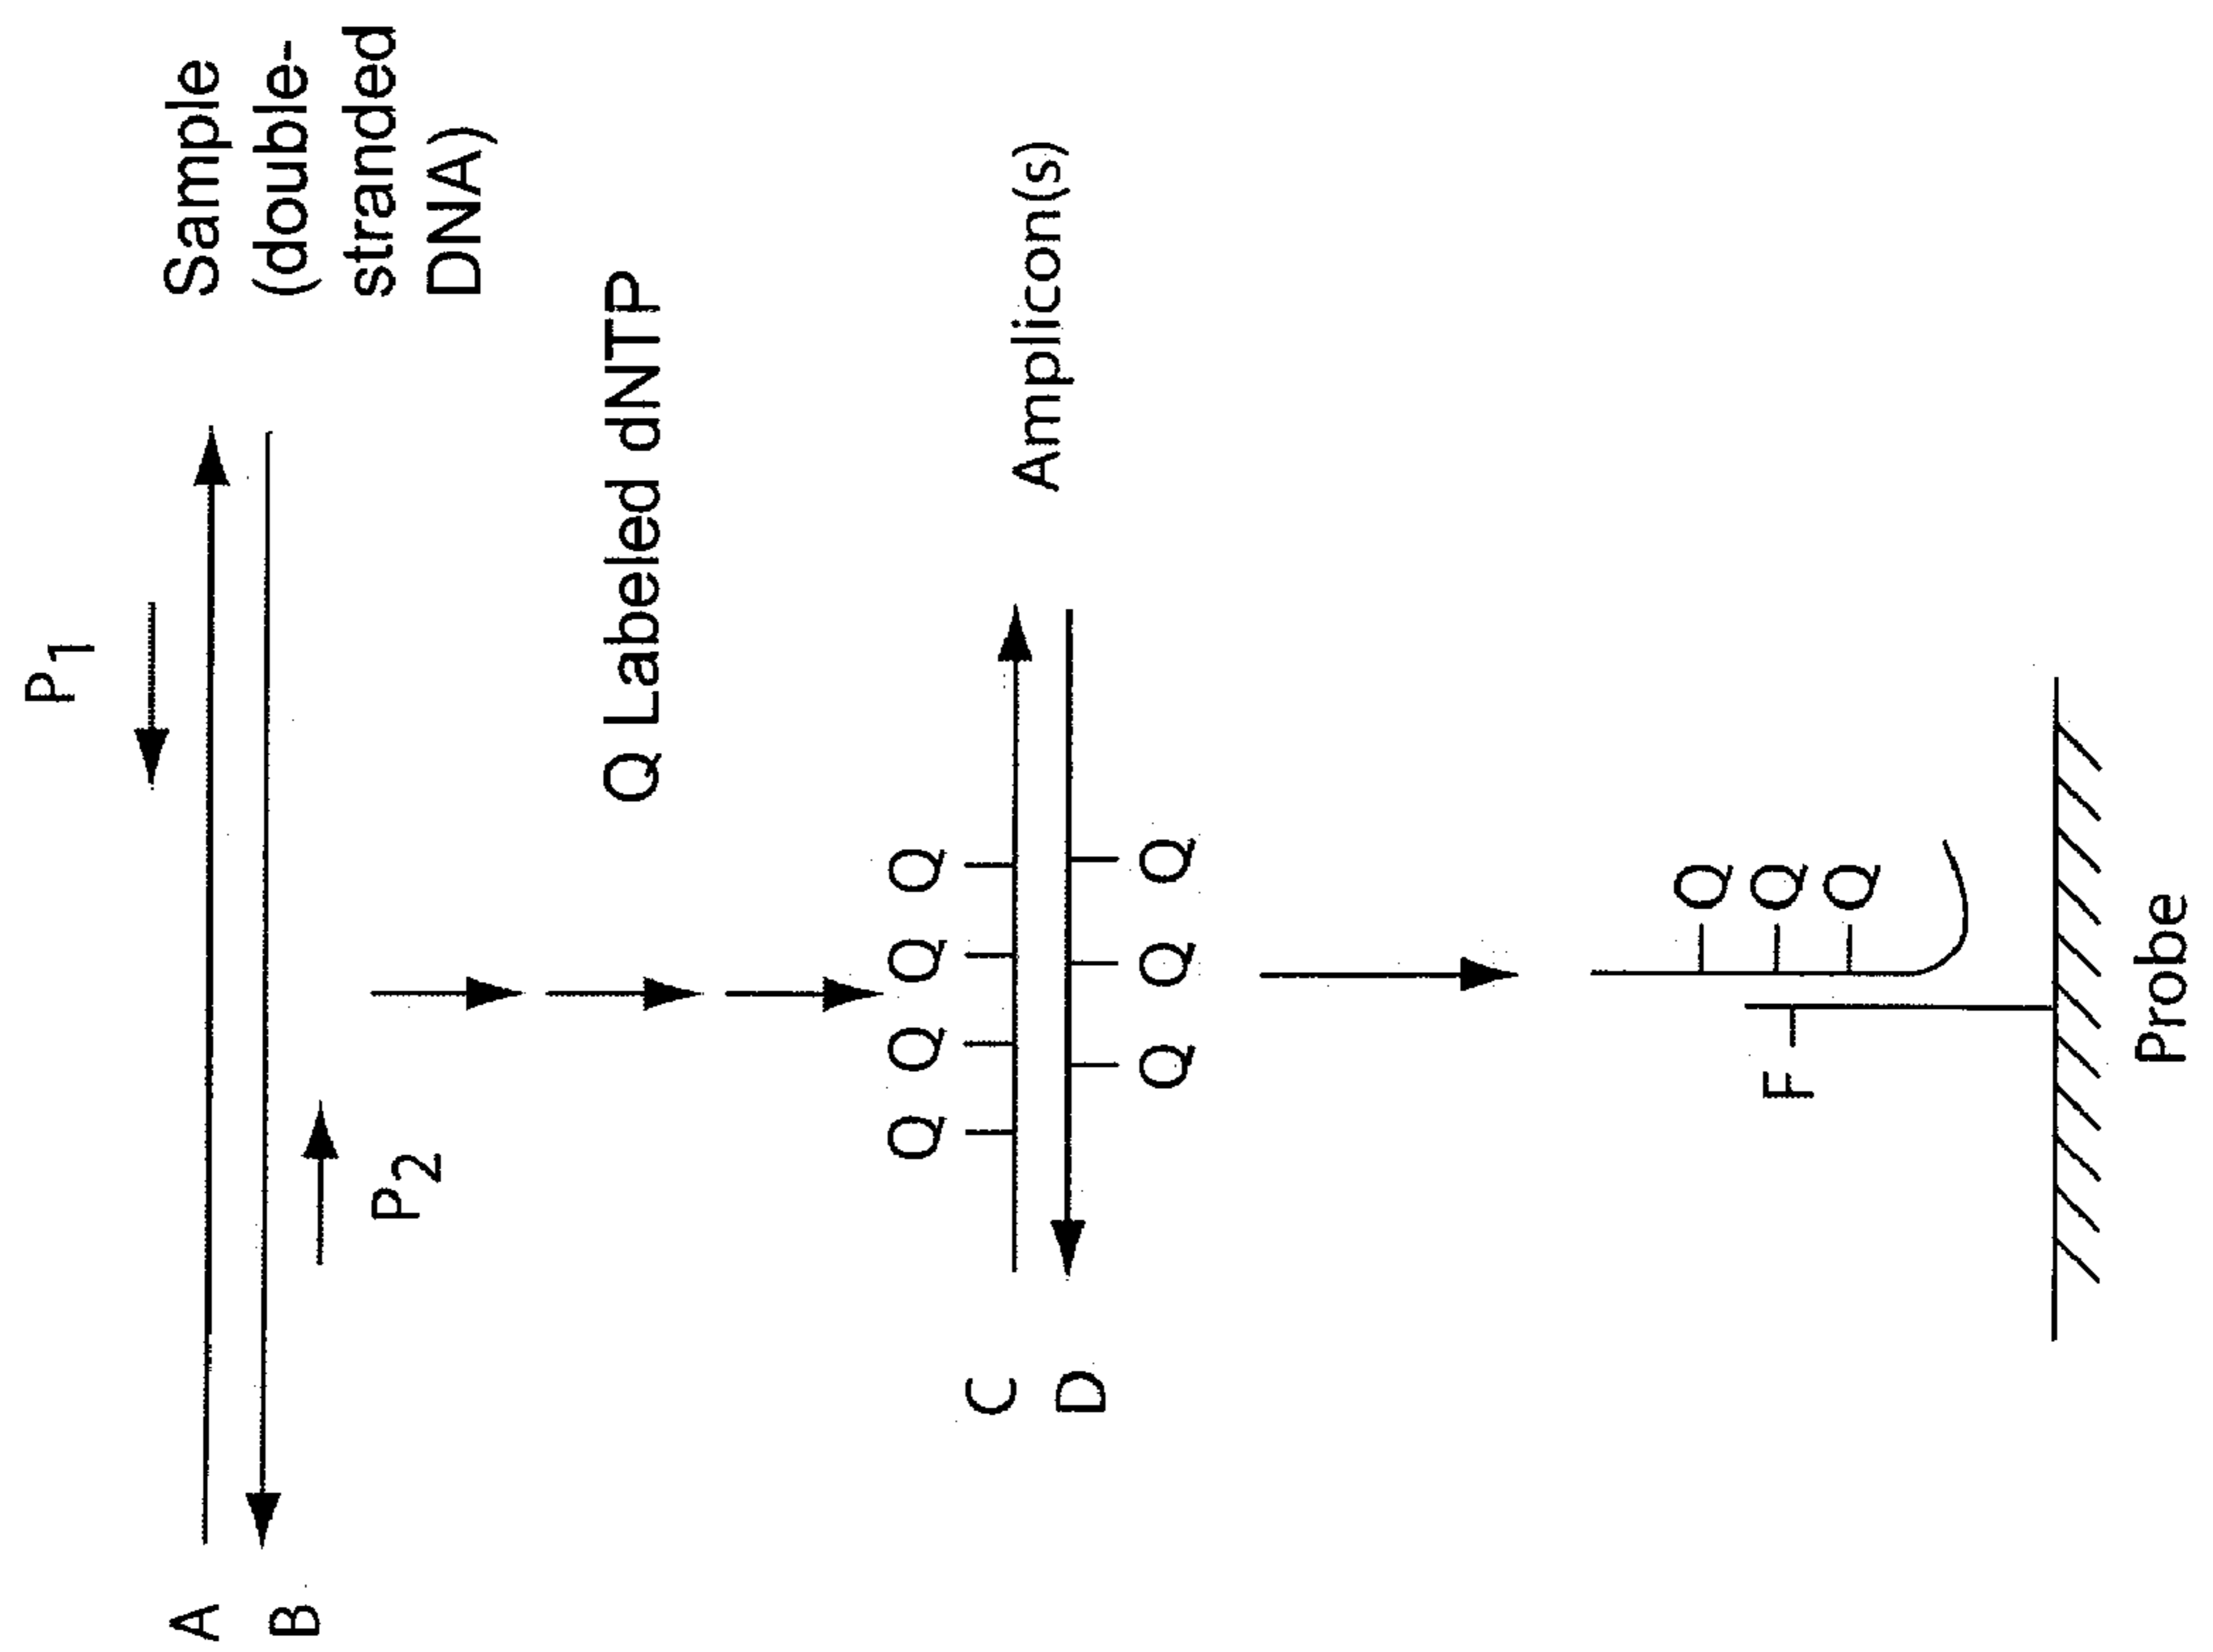 P1
A
B
Sample
(double-
stranded
DNA)
P2
Q Labeled dNTP
Q Q Q Q
C
D
Amplicon(s)
Q Q Q
Q
Q
Q
F
Probe